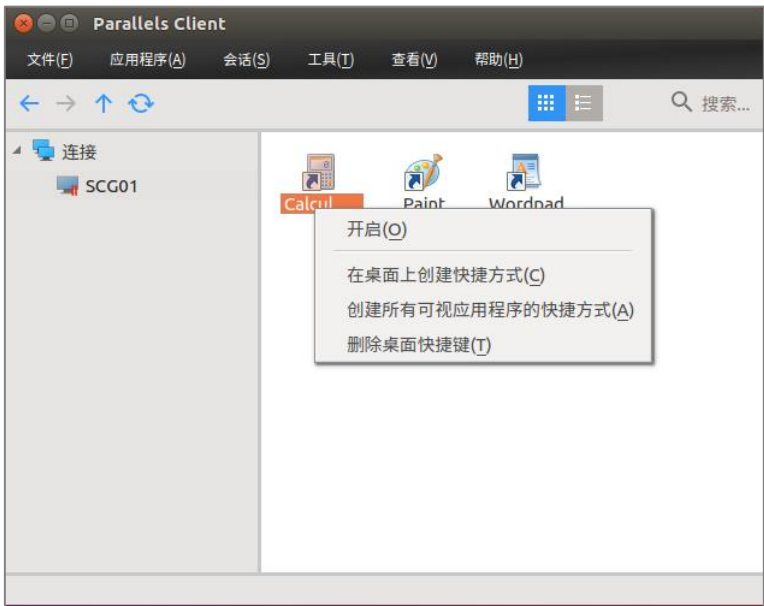 Parallels Client
文件(F) 应用程序(A) 会话(S) 工具(T) 查看(V) 帮助(H)
搜索...
连接
SCG01
Calcul Paint Wordpad
开启(O)
在桌面上创建快捷方式(C)
创建所有可视应用程序的快捷方式(A)
删除桌面快捷键(T)